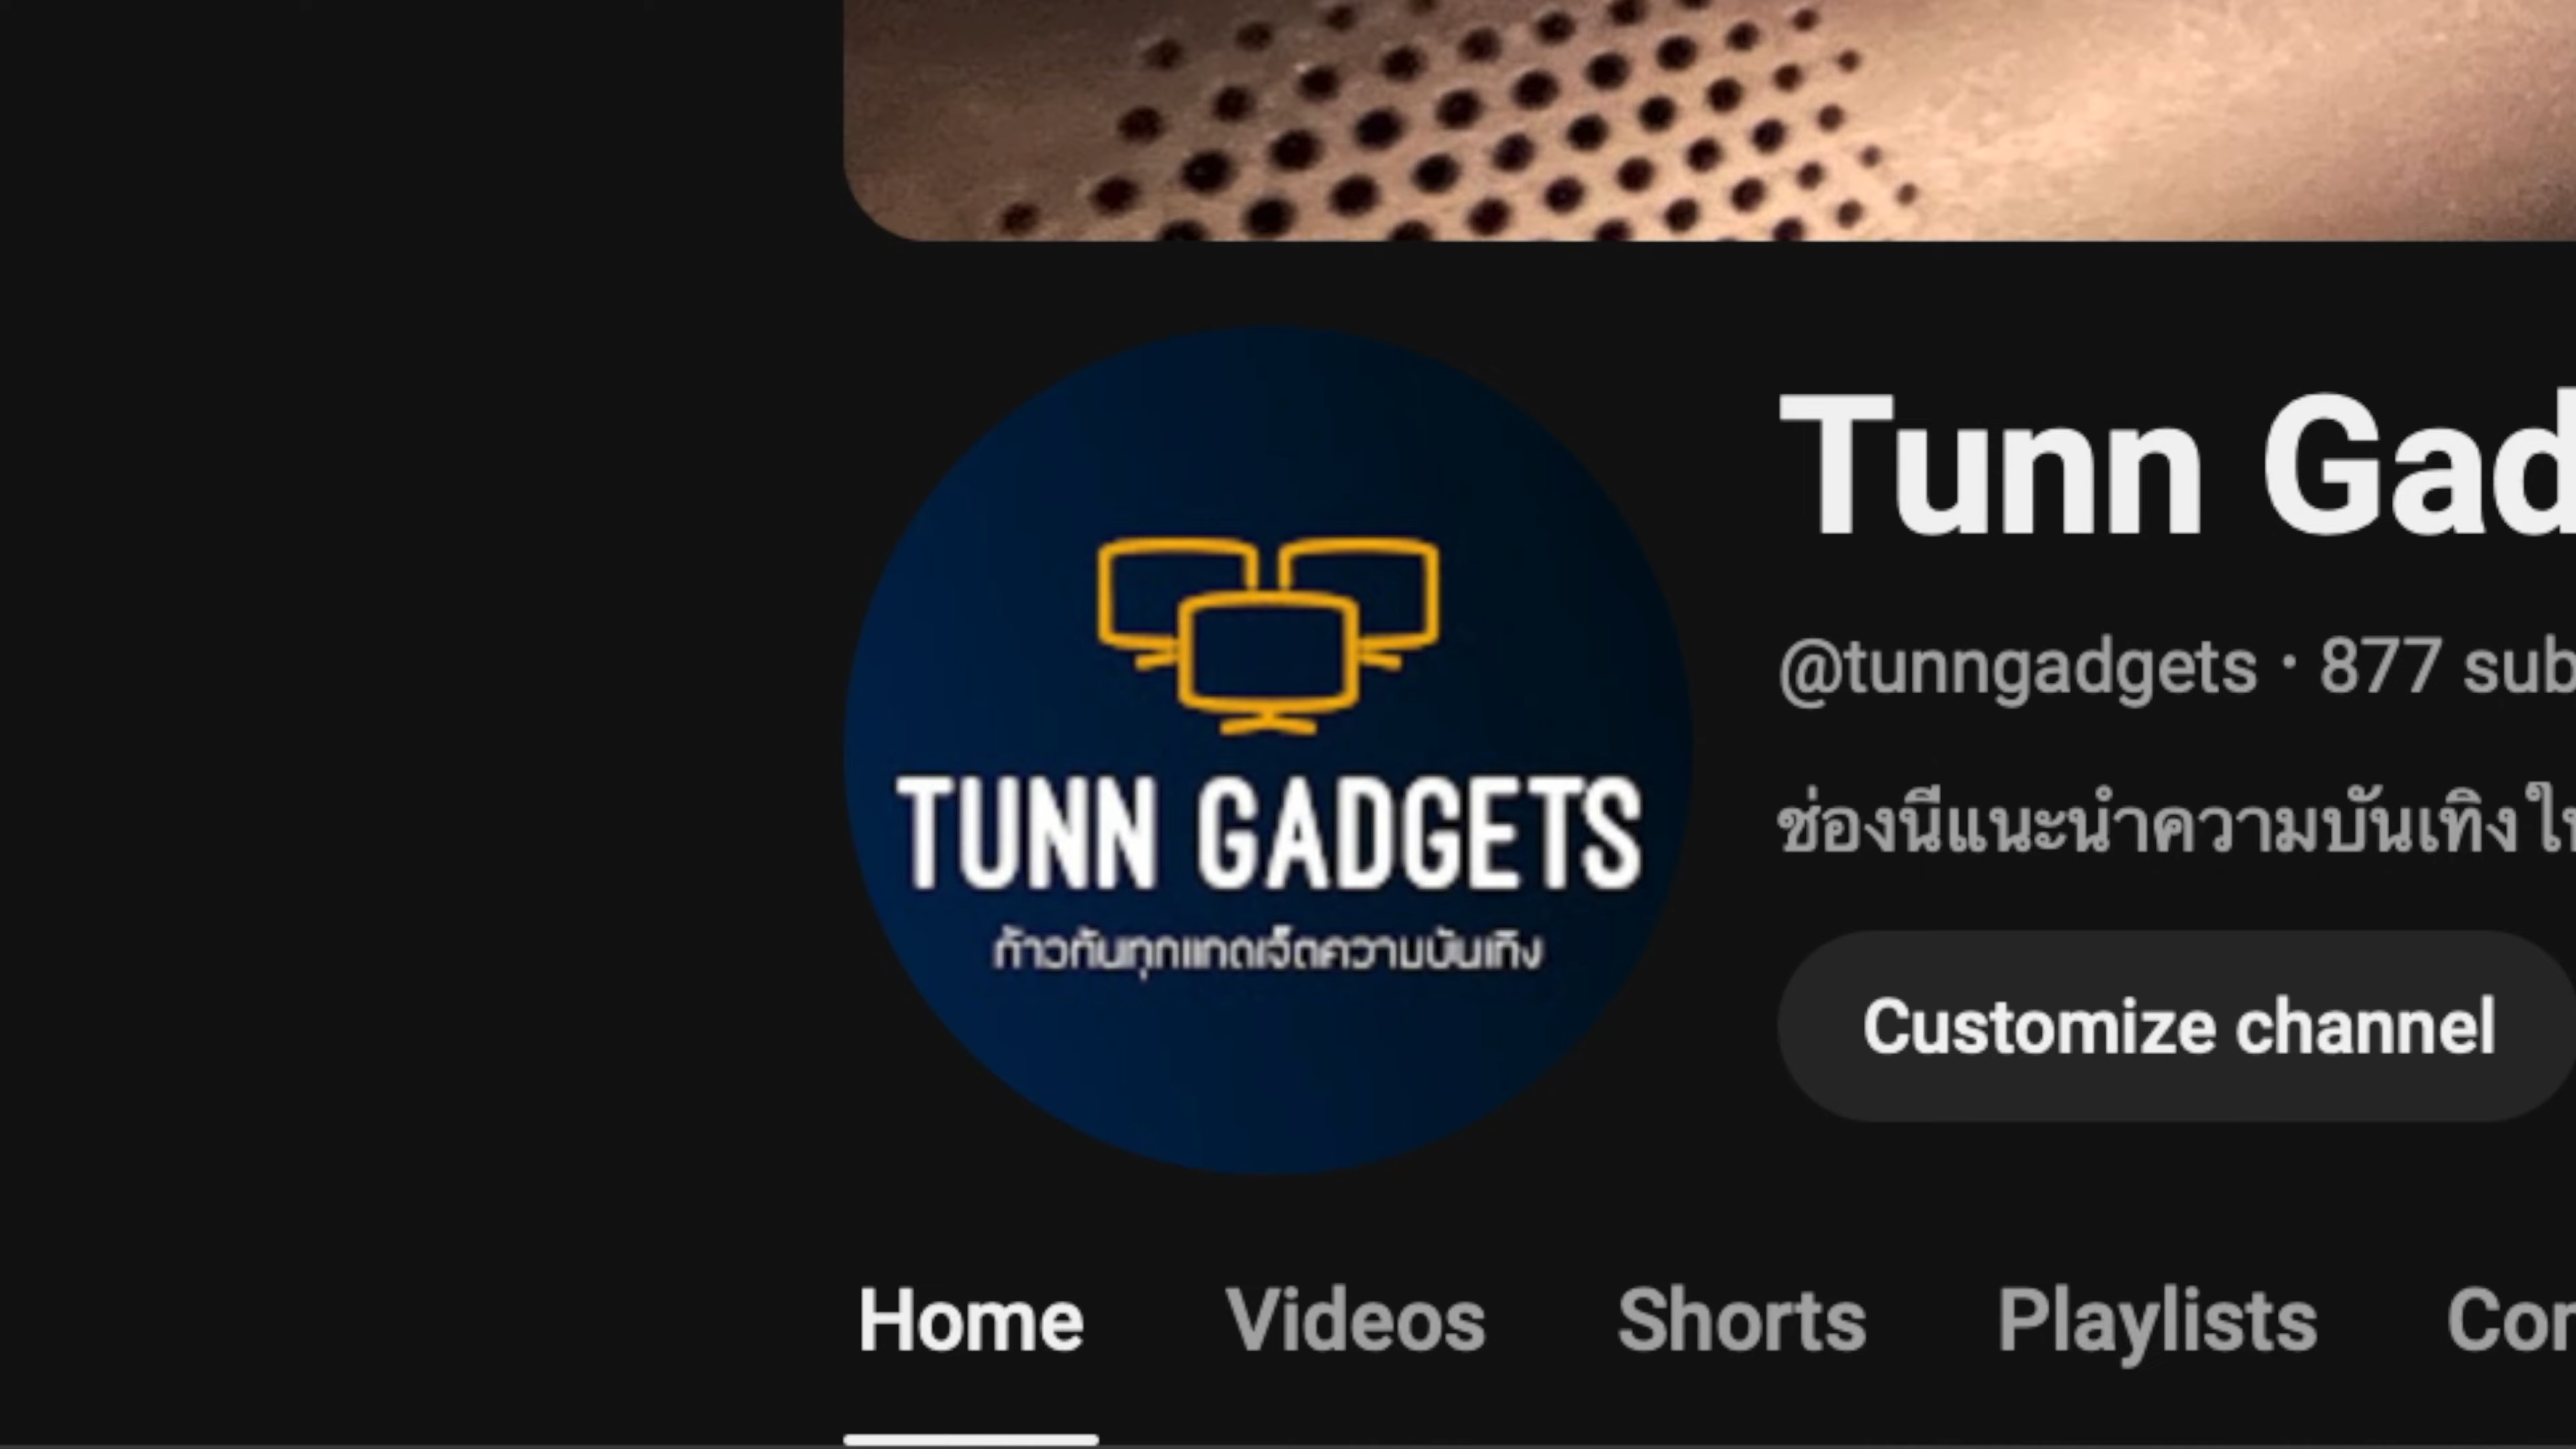 Tunn Gad
@tunngadgets · 877 sub
ช่องนี้แนะนำความบันเทิง ใ
TUNN GADGETS
ก้าวทันทุกแกดเจ็ตความบันเทิง
Customize channel
Home Videos Shorts Playlists Cor